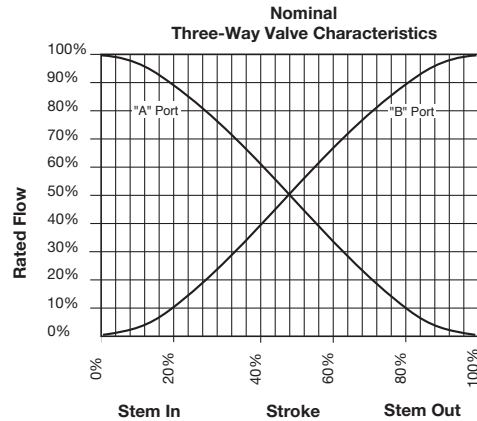 Nominal
Three-Way Valve Characteristics
100%
90%
80%
70%
60%
50%
40%
30%
20%
10%
0%
"A" Port
"B" Port
Rated Flow
0%
20%
40%
60%
80%
100%
Stem In
Stroke
Stem Out